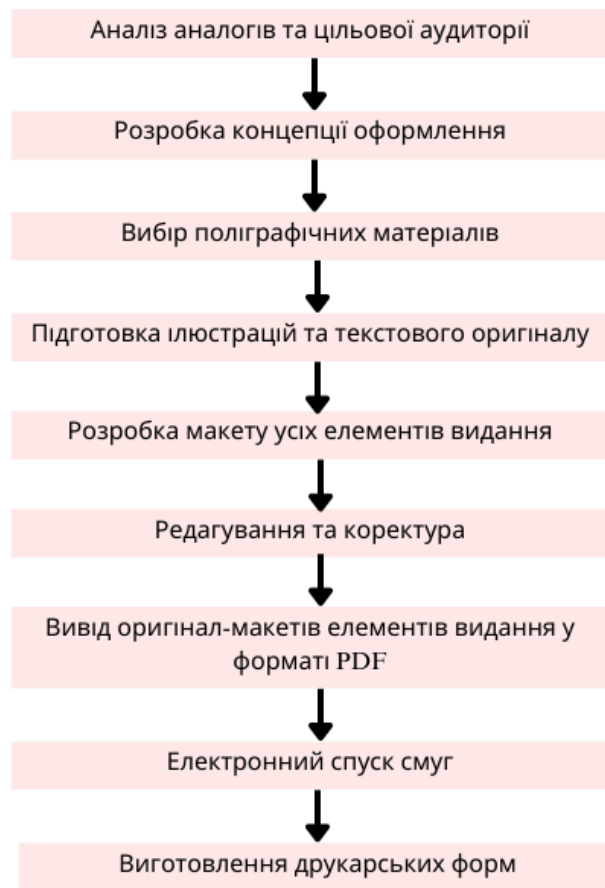 Аналіз аналогів та цільової аудиторії
Розробка концепції оформлення
Вибір поліграфічних матеріалів
Підготовка ілюстрацій та текстового оригіналу
Розробка макету усіх елементів видання
Редагування та коректура
Вивід оригінал-макетів елементів видання у
форматі PDF
Електронний спуск смуг
Виготовлення друкарських форм